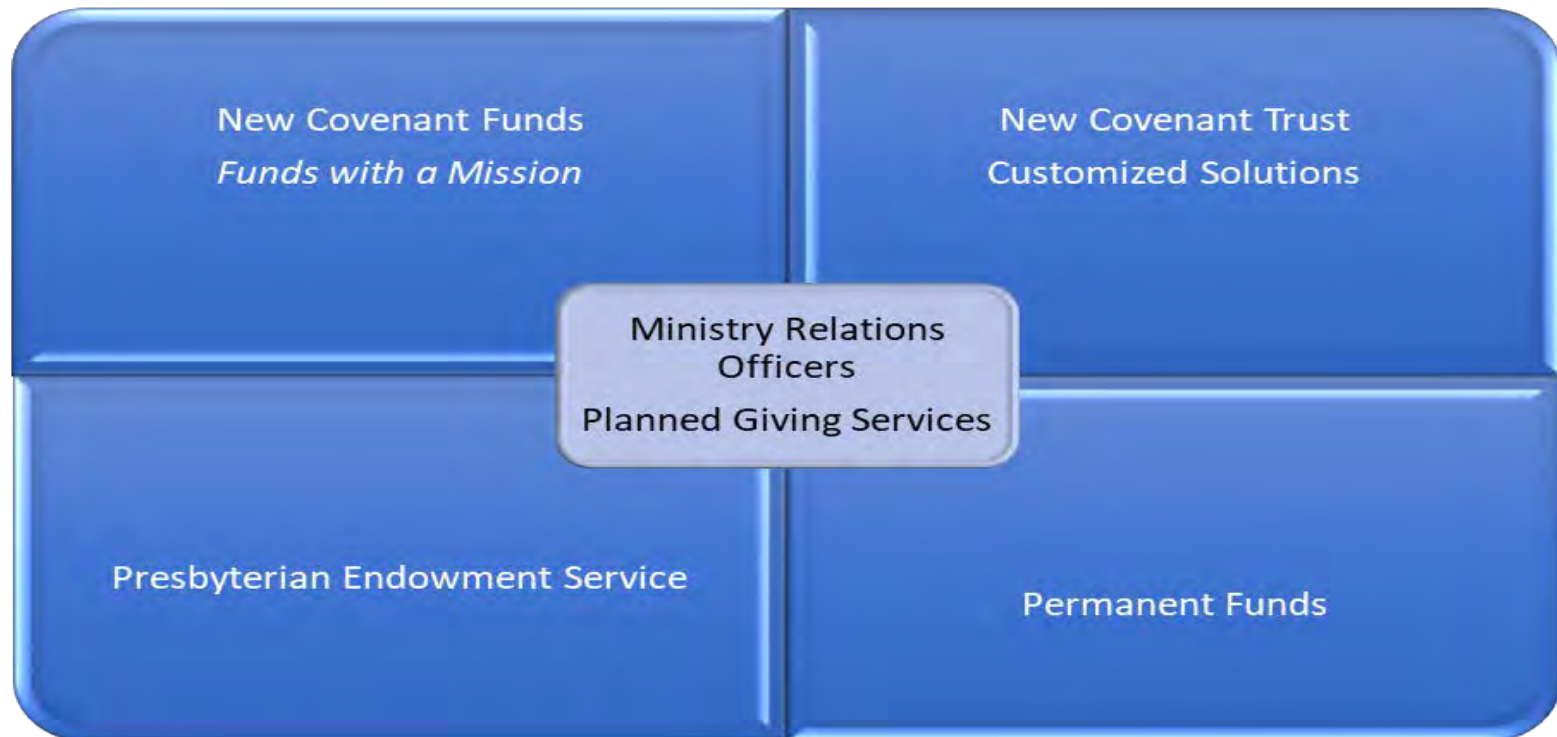 New Covenant Funds
Funds with a Mission
New Covenant Trust
Customized Solutions
Ministry Relations
Officers
Planned Giving Services
Presbyterian Endowment Service
Permanent Funds